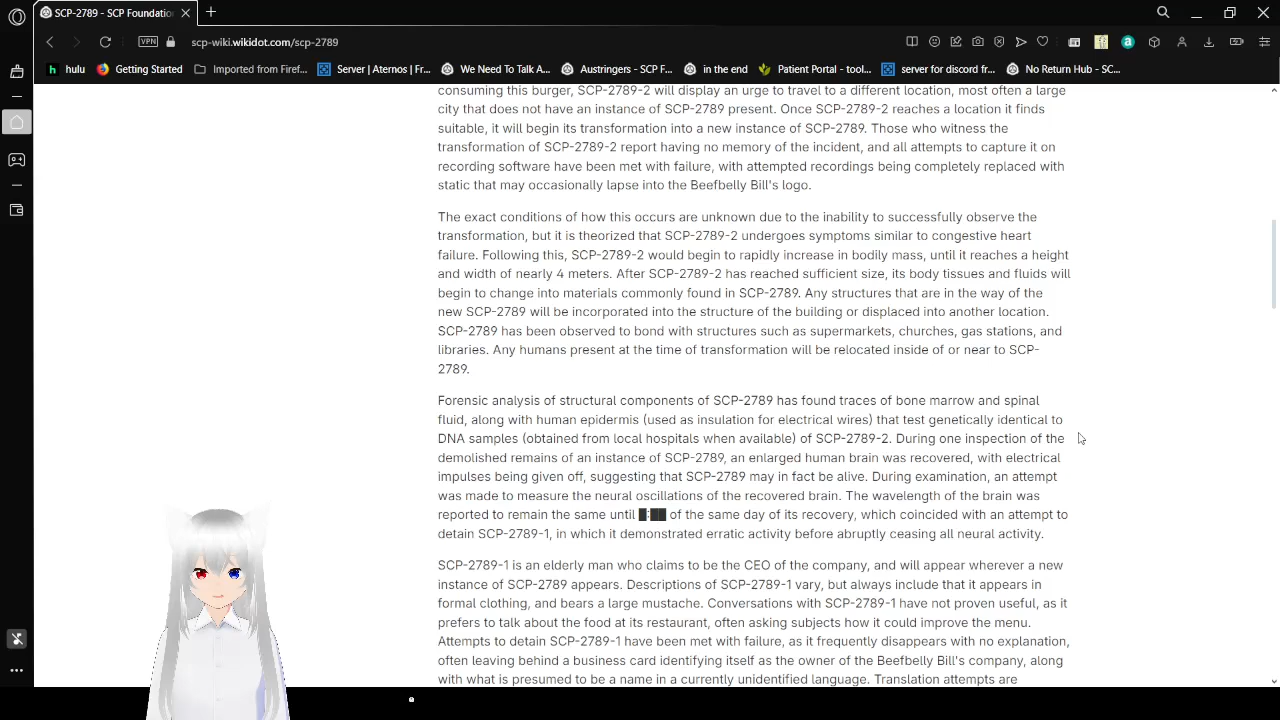 SCP-2789 - SCP Foundatio
scp-wiki.wikidot.com/scp-2789
VPN
hulu
Getting Started
Imported from Firef...
Server | Aternos | Fr...
We Need To Talk A...
Austringers - SCP F...
in the end
Patient Portal - tool...
server for discord fr...
No Return Hub - SC...
consuming this burger, SCP-2789-2 will display an urge to travel to a different location, most often a large
city that does not have an instance of SCP-2789 present. Once SCP-2789-2 reaches a location it finds
suitable, it will begin its transformation into a new instance of SCP-2789. Those who witness the
transformation of SCP-2789-2 report having no memory of the incident, and all attempts to capture it on
recording software have been met with failure, with attempted recordings being completely replaced with
static that may occasionally lapse into the Beefbelly Bill's logo.
The exact conditions of how this occurs are unknown due to the inability to successfully observe the
transformation, but it is theorized that SCP-2789-2 undergoes symptoms similar to congestive heart
failure. Following this, SCP-2789-2 would begin to rapidly increase in bodily mass, until it reaches a height
and width of nearly 4 meters. After SCP-2789-2 has reached sufficient size, its body tissues and fluids will
begin to change into materials commonly found in SCP-2789. Any structures that are in the way of the
new SCP-2789 will be incorporated into the structure of the building or displaced into another location.
SCP-2789 has been observed to bond with structures such as supermarkets, churches, gas stations, and
libraries. Any humans present at the time of transformation will be relocated inside of or near to SCP-
2789.
Forensic analysis of structural components of SCP-2789 has found traces of bone marrow and spinal
fluid, along with human epidermis (used as insulation for electrical wires) that test genetically identical to
DNA samples (obtained from local hospitals when available) of SCP-2789-2. During one inspection of the
demolished remains of an instance of SCP-2789, an enlarged human brain was recovered, with electrical
impulses being given off, suggesting that SCP-2789 may in fact be alive. During examination, an attempt
was made to measure the neural oscillations of the recovered brain. The wavelength of the brain was
reported to remain the same until █:██ of the same day of its recovery, which coincided with an attempt to
detain SCP-2789-1, in which it demonstrated erratic activity before abruptly ceasing all neural activity.
SCP-2789-1 is an elderly man who claims to be the CEO of the company, and will appear wherever a new
instance of SCP-2789 appears. Descriptions of SCP-2789-1 vary, but always include that it appears in
formal clothing, and bears a large mustache. Conversations with SCP-2789-1 have not proven useful, as it
prefers to talk about the food at its restaurant, often asking subjects how it could improve the menu.
Attempts to detain SCP-2789-1 have been met with failure, as it frequently disappears with no explanation,
often leaving behind a business card identifying itself as the owner of the Beefbelly Bill's company, along
with what is presumed to be a name in a currently unidentified language. Translation attempts are